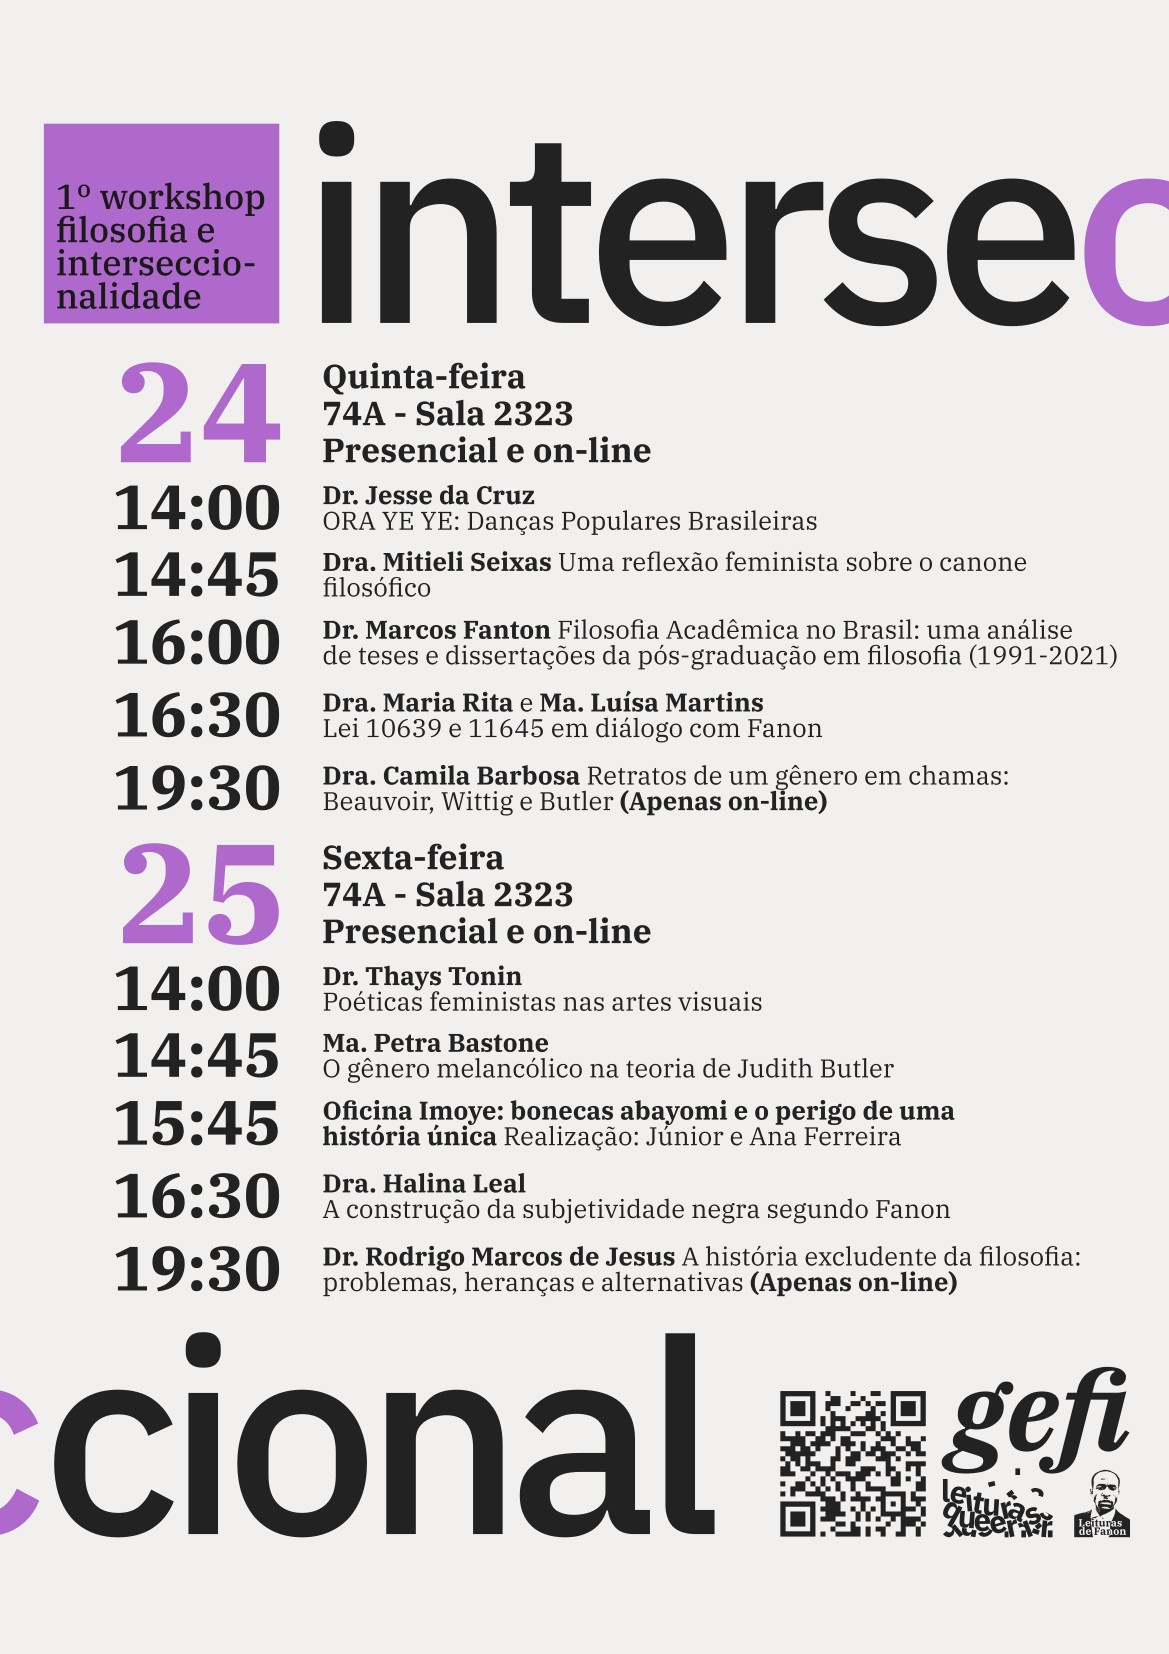 1º workshop
filosofia e
interseccio-
nalidade
intersec
24
Quinta-feira
74A - Sala 2323
Presencial e on-line
14:00
Dr. Jesse da Cruz
ORA YE YE: Danças Populares Brasileiras
14:45
Dra. Mitieli Seixas Uma reflexão feminista sobre o canone
filosófico
16:00
Dr. Marcos Fanton Filosofia Acadêmica no Brasil: uma análise
de teses e dissertações da pós-graduação em filosofia (1991-2021)
16:30
Dra. Maria Rita e Ma. Luísa Martins
Lei 10639 e 11645 em diálogo com Fanon
19:30
Dra. Camila Barbosa Retratos de um gênero em chamas:
Beauvoir, Wittig e Butler (Apenas on-line)
25
Sexta-feira
74A - Sala 2323
Presencial e on-line
14:00
Dr. Thays Tonin
Poéticas feministas nas artes visuais
14:45
Ma. Petra Bastone
O gênero melancólico na teoria de Judith Butler
15:45
Oficina Imoye: bonecas abayomi e o perigo de uma
história única Realização: Júnior e Ana Ferreira
16:30
Dra. Halina Leal
A construção da subjetividade negra segundo Fanon
19:30
Dr. Rodrigo Marcos de Jesus A história excludente da filosofia:
problemas, heranças e alternativas (Apenas on-line)
ccional
gefi
leituras
Leituras
de Fanon